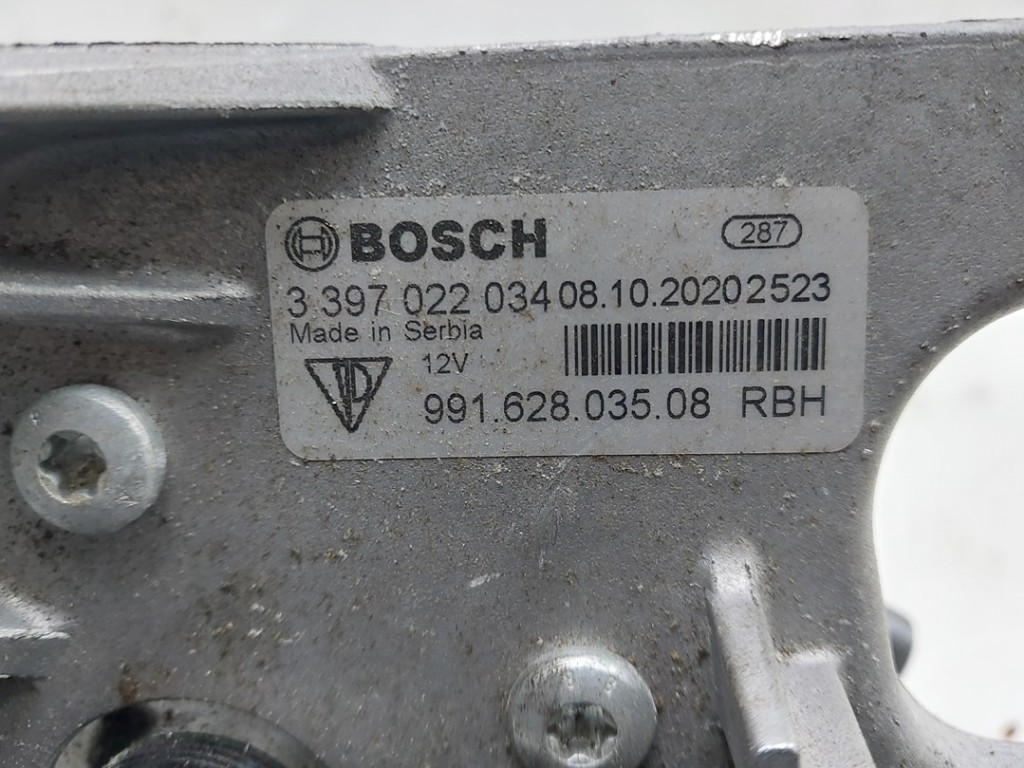 BOSCH 287
3 397 022 034 08.10.2020 2523
Made in Serbia
12V
991.628.035.08 RBH